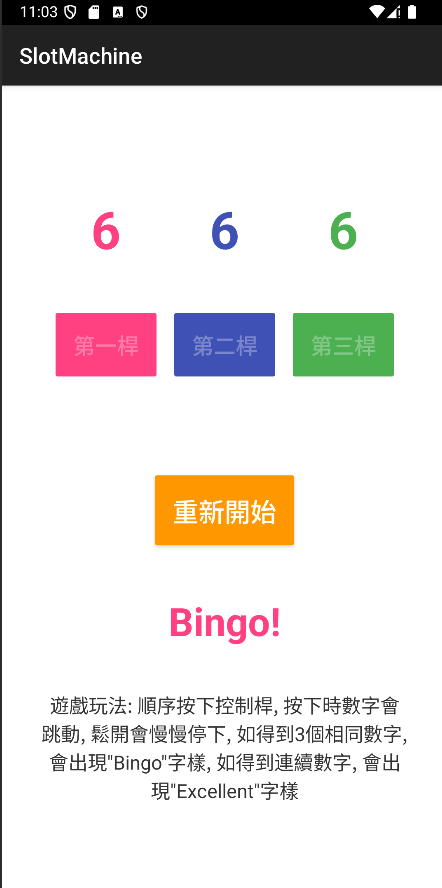 11:03
SlotMachine
6 6 6
第一桿 第二桿 第三桿
重新開始
Bingo!
遊戲玩法: 順序按下控制桿, 按下時數字會
跳動, 鬆開會慢慢停下, 如得到3個相同數字,
會出現"Bingo"字樣, 如得到連續數字, 會出
現"Excellent"字樣